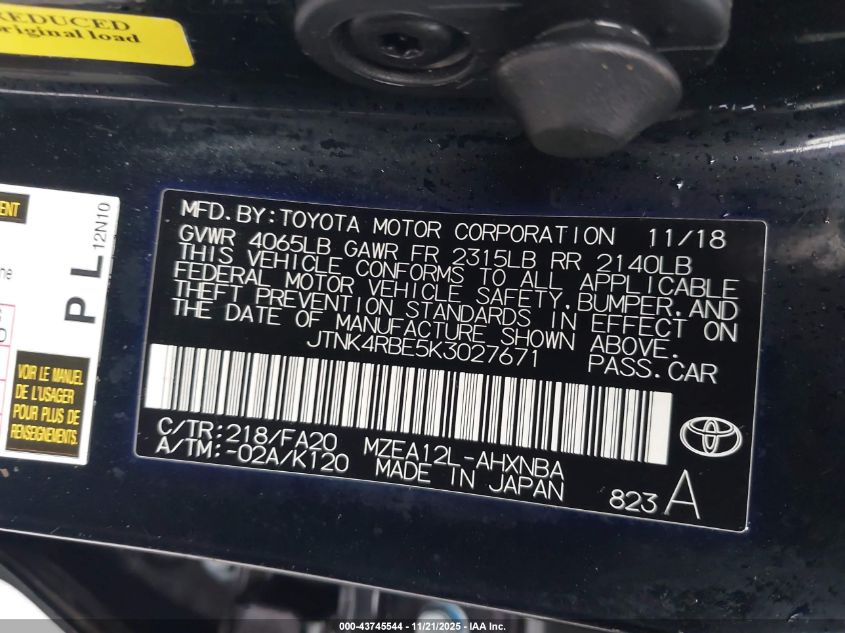 REDUCED
original load
ENT
ne
D
P L 12N10
VOIR LE MANUEL
DE L'USAGER
POUR PLUS DE
RENSEIGNEMENTS.
MFD. BY: TOYOTA MOTOR CORPORATION 11/18
GVWR 4065LB GAWR FR 2315LB RR 2140LB
THIS VEHICLE CONFORMS TO ALL APPLICABLE
FEDERAL MOTOR VEHICLE SAFETY, BUMPER, AND
THEFT PREVENTION STANDARDS IN EFFECT ON
THE DATE OF MANUFACTURE SHOWN ABOVE.
JTNK4RBE5K3027671 PASS. CAR
C/TR: 218/FA20 MZEA12L-AHXNBA
A/TM: -02A/K120 MADE IN JAPAN
823 A
000-43745544 - 11/21/2025 - IAA Inc.